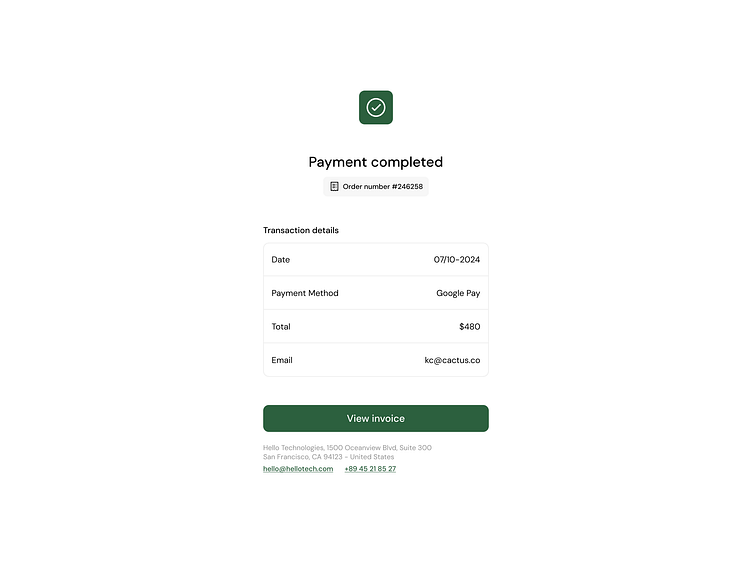 Payment completed
Order number #246258
Transaction details
Date 07/10-2024
Payment Method Google Pay
Total $480
Email kc@cactus.co
View invoice
Hello Technologies, 1500 Oceanview Blvd, Suite 300
San Francisco, CA 94123 - United States
hello@hellotech.com +89 45 21 85 27